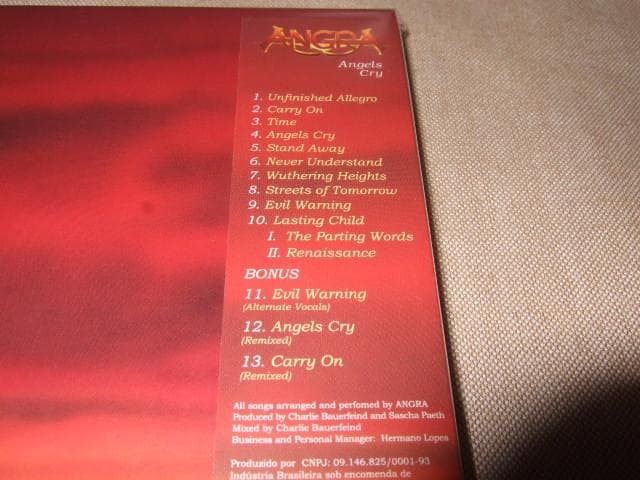 ANGRA
Angels
Cry
1. Unfinished Allegro
2. Carry On
3. Time
4. Angels Cry
5. Stand Away
6. Never Understand
7. Wuthering Heights
8. Streets of Tomorrow
9. Evil Warning
10. Lasting Child
I. The Parting Words
II. Renaissance
BONUS
11. Evil Warning
(Alternate Vocals)
12. Angels Cry
(Remixed)
13. Carry On
(Remixed)
All songs arranged and perfomed by ANGRA
Produced by Charlie Bauerfeind and Sascha Paeth
Mixed by Charlie Bauerfeind
Business and Personal Manager: Hermano Lopes
Produzido por CNPJ: 09.146.825/0001-93
Indústria Brasileira sob encomenda de